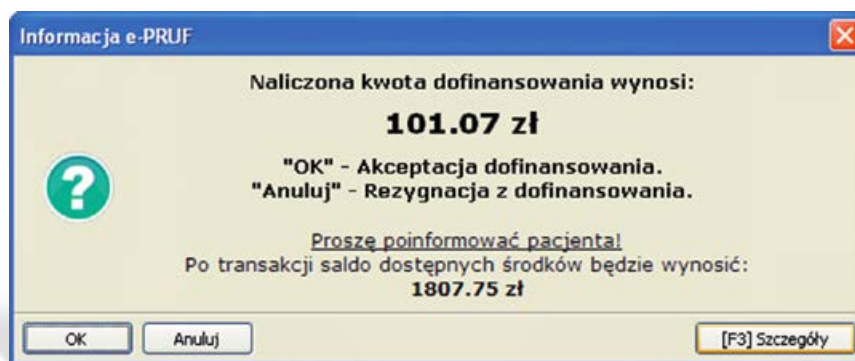 Informacja e-PRUF
Naliczona kwota dofinansowania wynosi:
101.07 zł
"OK" - Akceptacja dofinansowania.
"Anuluj" - Rezygnacja z dofinansowania.
Proszę poinformować pacjenta!
Po transakcji saldo dostępnych środków będzie wynosić:
1807.75 zł
OK Anuluj [F3] Szczegóły